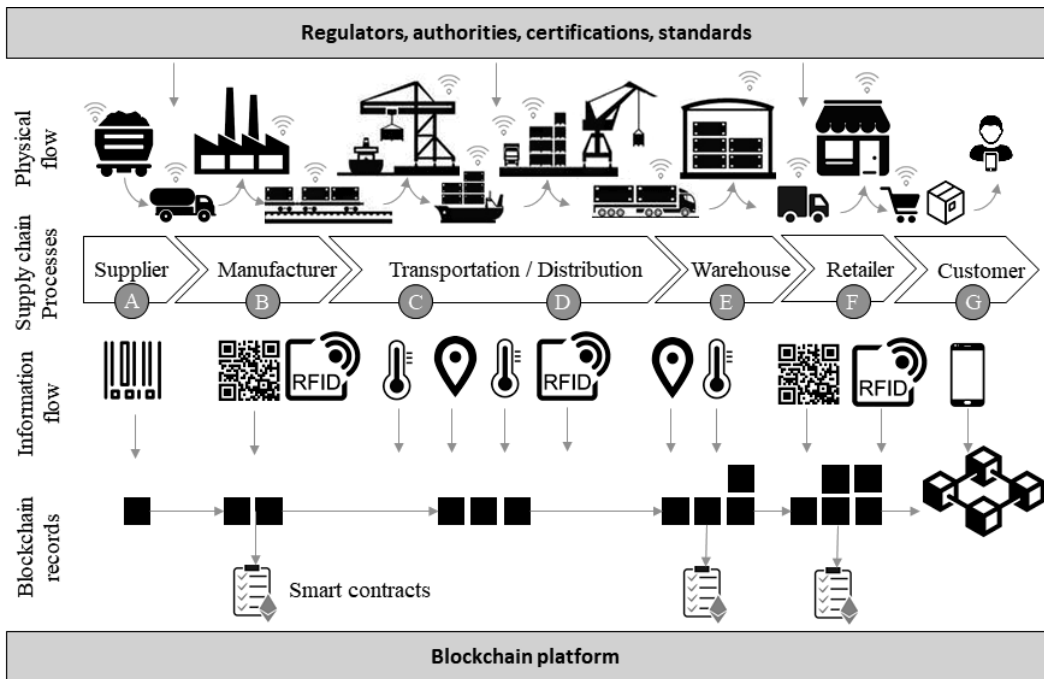 Regulators, authorities, certifications, standards
Physical
flow
Supply chain
Processes
Supplier
Manufacturer
Transportation / Distribution
Warehouse
Retailer
Customer
A
B
C
D
E
F
G
Information
flow
RFID
RFID
RFID
Blockchain
records
Smart contracts
Blockchain platform